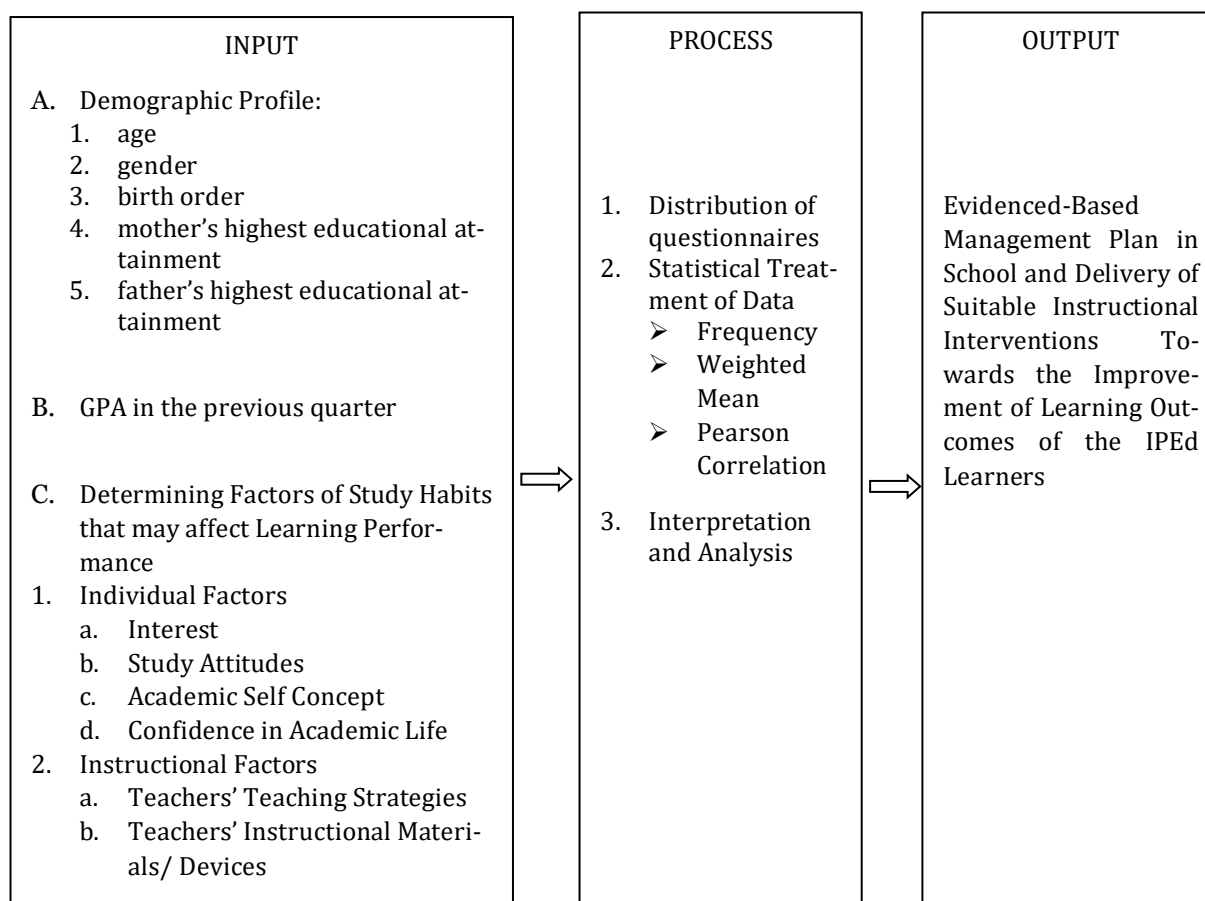 INPUT
A. Demographic Profile:
1. age
2. gender
3. birth order
4. mother’s highest educational at-
tainment
5. father’s highest educational at-
tainment
B. GPA in the previous quarter
C. Determining Factors of Study Habits
that may affect Learning Perfor-
mance
1. Individual Factors
a. Interest
b. Study Attitudes
c. Academic Self Concept
d. Confidence in Academic Life
2. Instructional Factors
a. Teachers’ Teaching Strategies
b. Teachers’ Instructional Materi-
als/ Devices
PROCESS
1. Distribution of
questionnaires
2. Statistical Treat-
ment of Data
➢ Frequency
➢ Weighted
Mean
➢ Pearson
Correlation
3. Interpretation
and Analysis
OUTPUT
Evidenced-Based
Management Plan in
School and Delivery of
Suitable Instructional
Interventions To-
wards the Improve-
ment of Learning Out-
comes of the IPEd
Learners